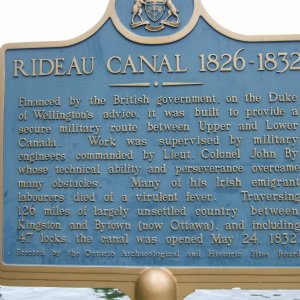 RIDEAU CANAL 1826-1832
Financed by the British government, on the Duke
of Wellington's advice, it was built to provide a
secure military route between Upper and Lower
Canada. Work was supervised by military
engineers commanded by Lieut. Colonel John By
whose technical ability and perseverance overcame
many obstacles. Many of his Irish emigrant
labourers died of a virulent fever. Traversing
126 miles of largely unsettled country between
Kingston and Bytown (now Ottawa), and including
47 locks, the canal was opened May 24, 1832.
Erected by the Ontario Archaeological and Historic Sites Board